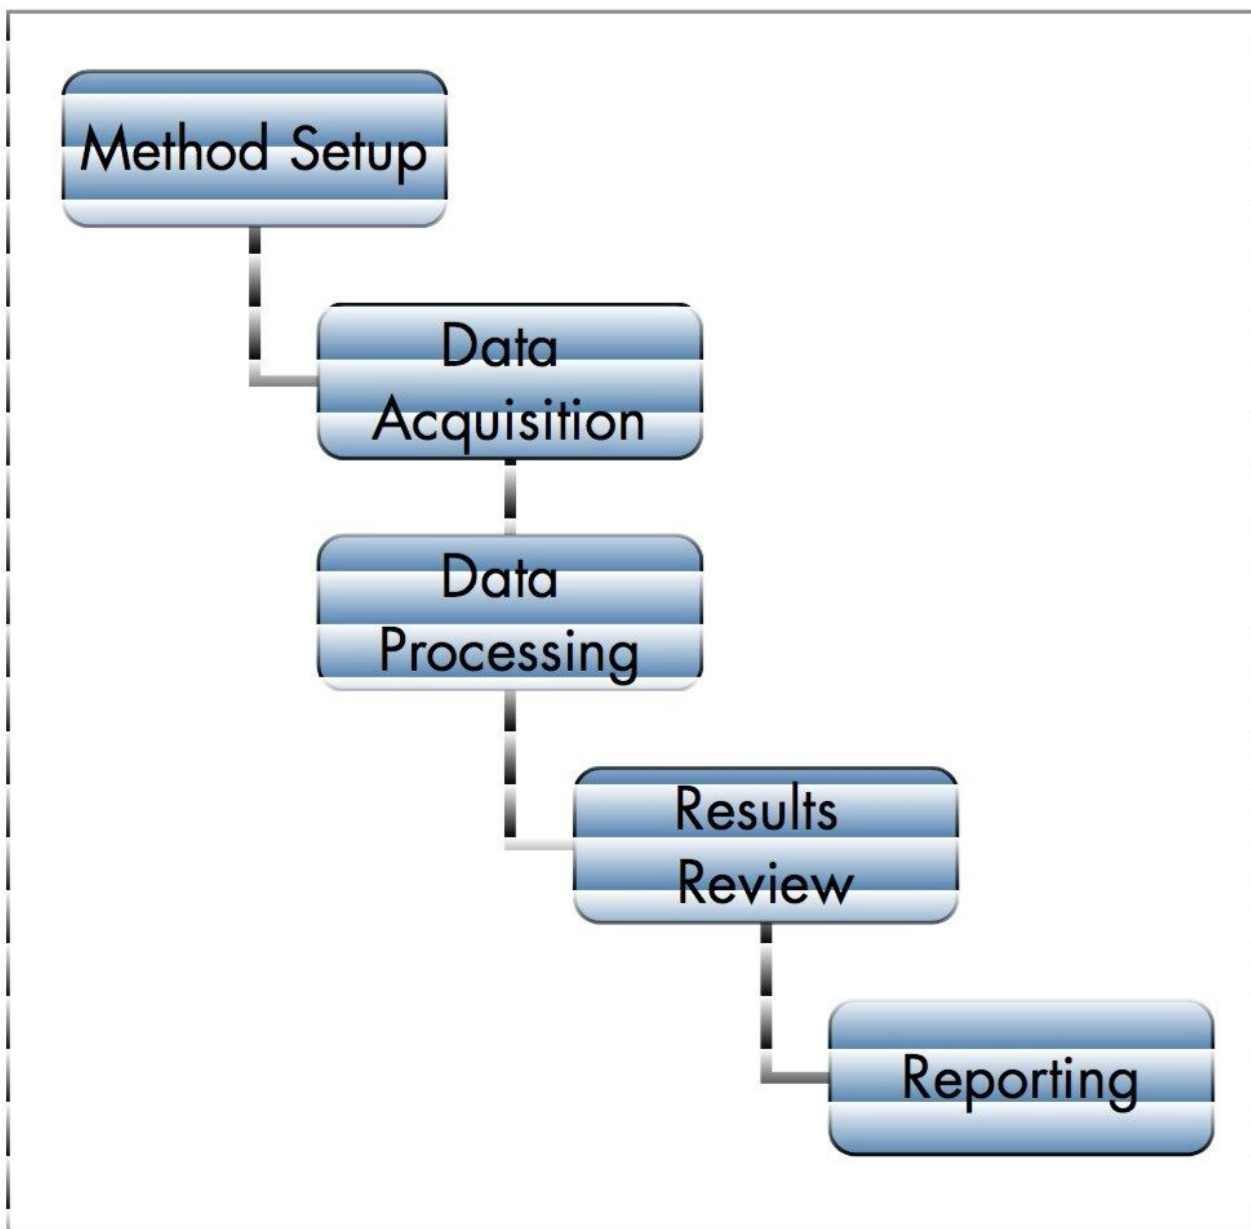 Method Setup
Data
Acquisition
Data
Processing
Results
Review
Reporting